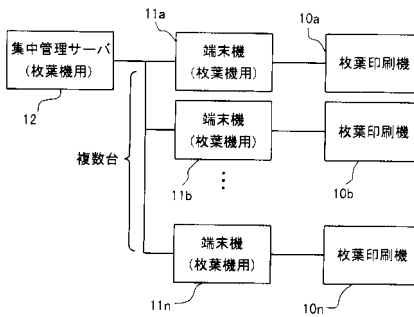 11a
10a
集中管理サーバ
(枚葉機用)
端末機
(枚葉機用)
枚葉印刷機
12
端末機
(枚葉機用)
枚葉印刷機
複数台
11b
10b
⋮
端末機
(枚葉機用)
枚葉印刷機
11n
10n